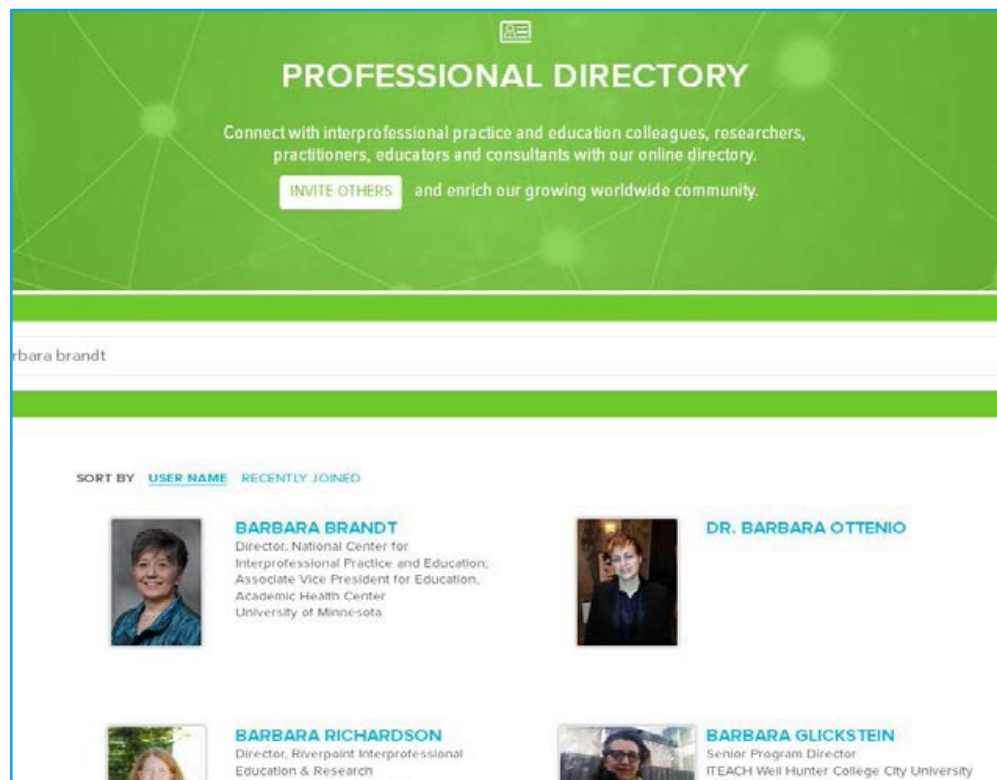 PROFESSIONAL DIRECTORY
Connect with interprofessional practice and education colleagues, researchers,
practitioners, educators and consultants with our online directory.
INVITE OTHERS and enrich our growing worldwide community.
rbara brandt
SORT BY USER NAME RECENTLY JOINED
BARBARA BRANDT
Director, National Center for
Interprofessional Practice and Education,
Associate Vice President for Education,
Academic Health Center
University of Minnesota
DR. BARBARA OTTENIO
BARBARA RICHARDSON
Director, Riverpoint Interprofessional
Education & Research
BARBARA GLICKSTEIN
Senior Program Director
ITEACH Well Hunter College City University